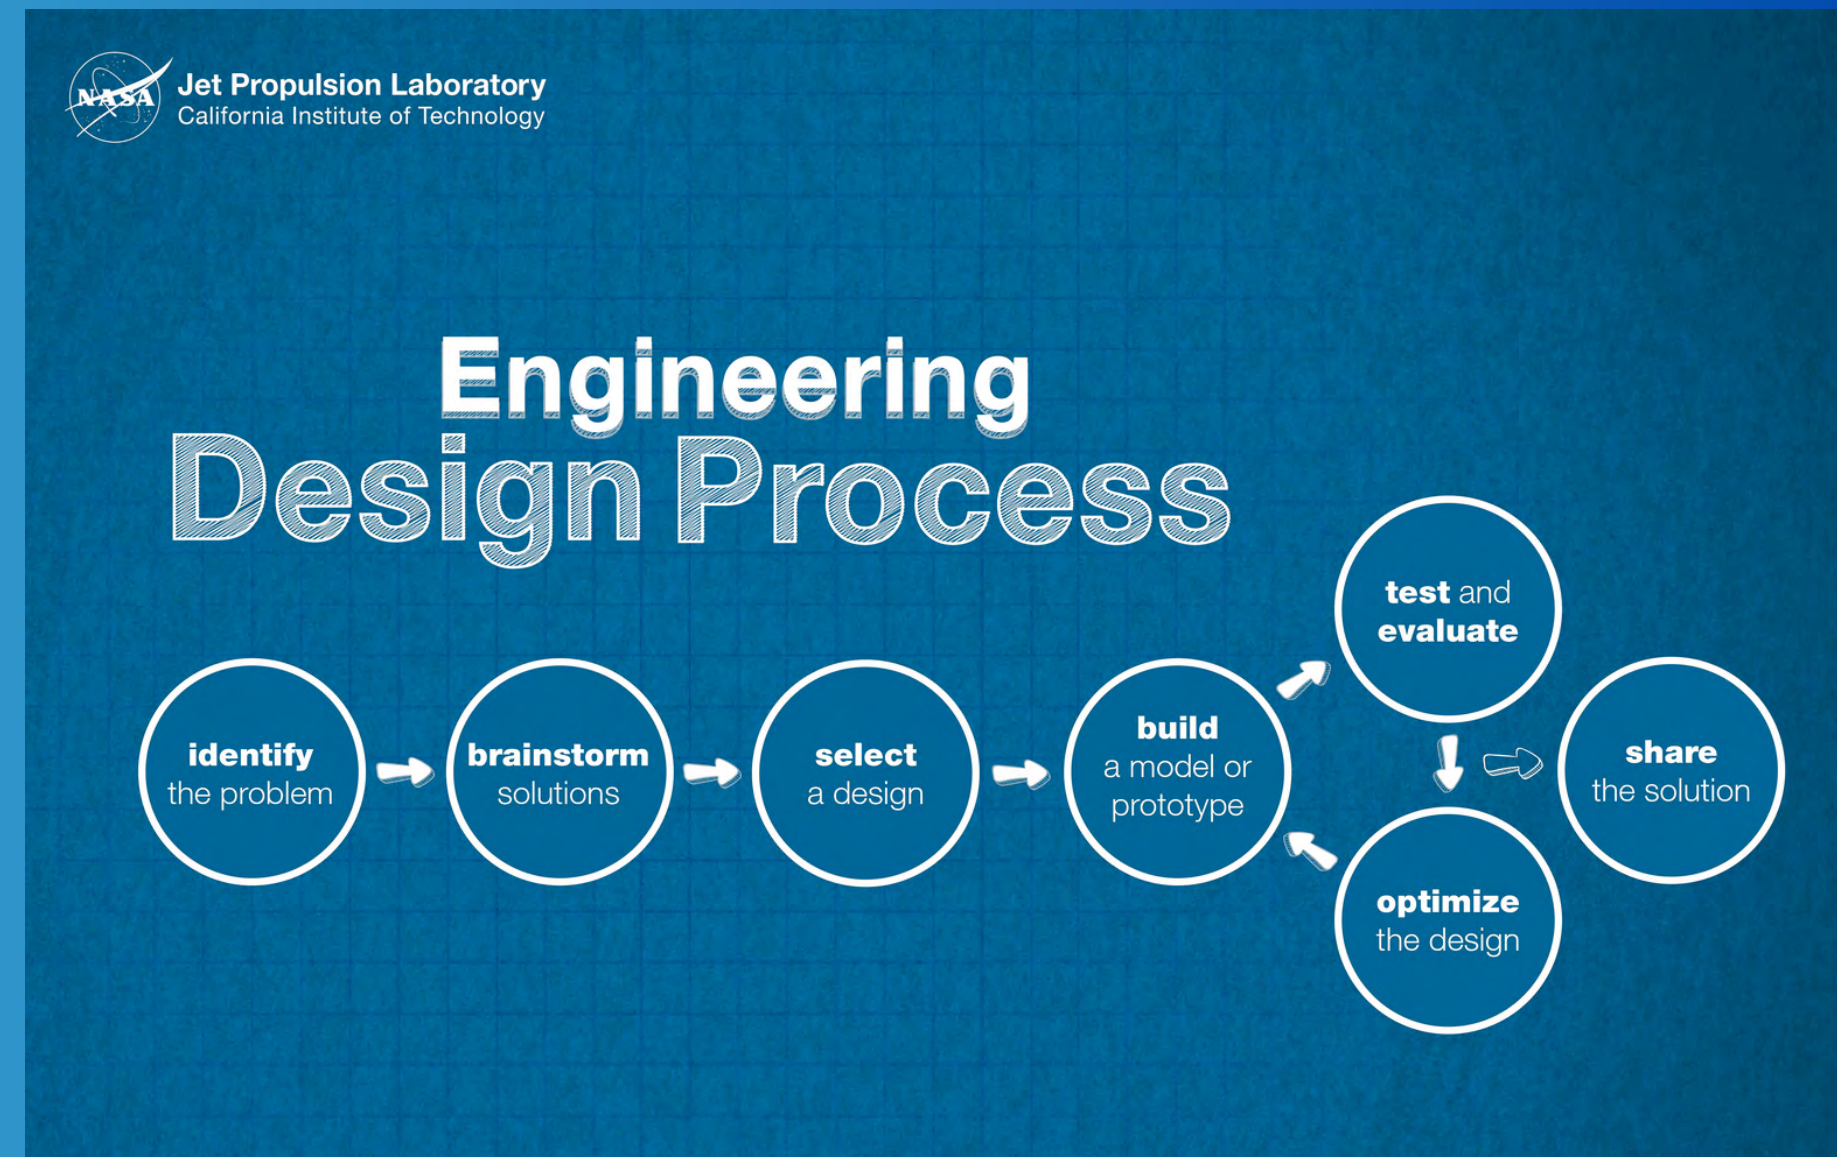 NASA
Jet Propulsion Laboratory
California Institute of Technology
Engineering
Design Process
identify
the problem
brainstorm
solutions
select
a design
build
a model or
prototype
test and
evaluate
optimize
the design
share
the solution